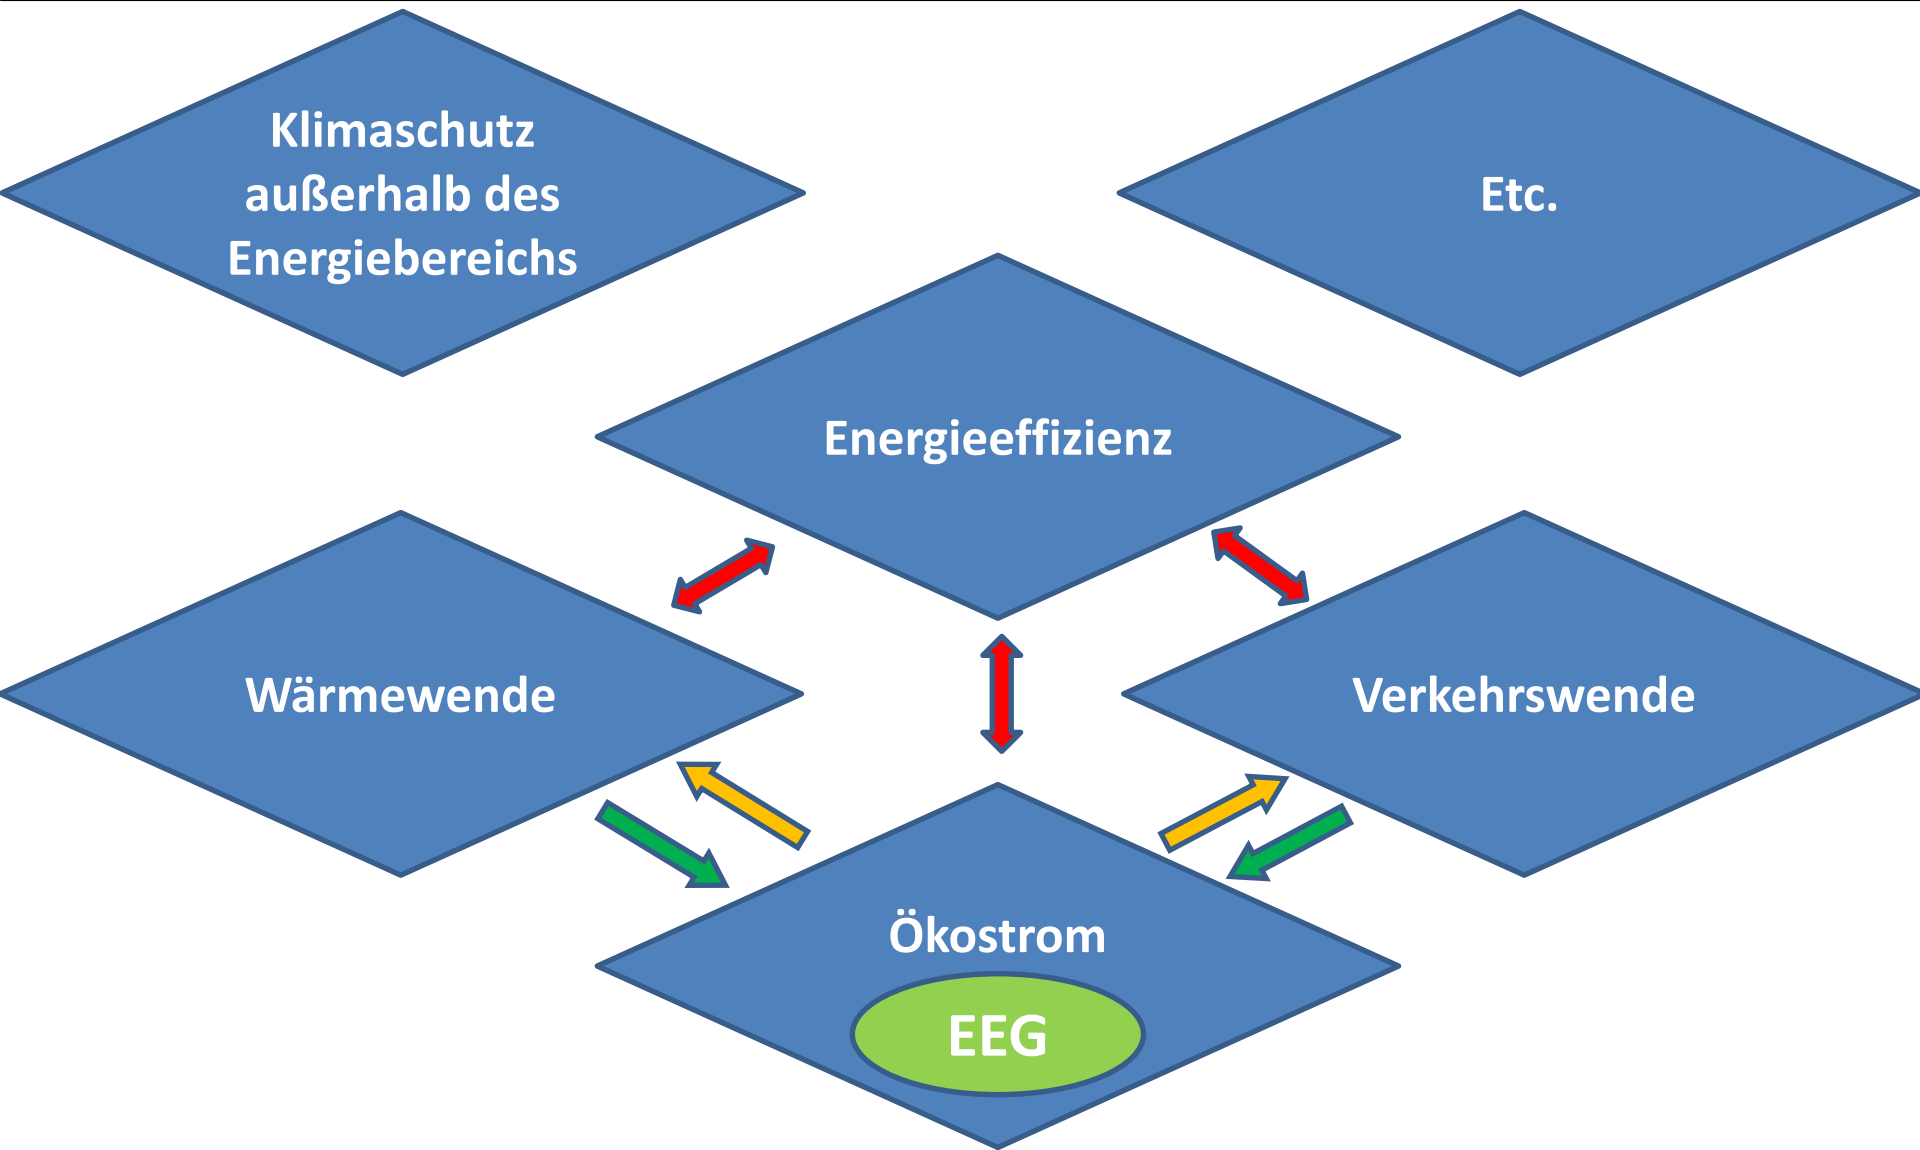 Klimaschutz
außerhalb des
Energiebereichs
Etc.
Energieeffizienz
Wärmewende
Verkehrswende
Ökostrom
EEG